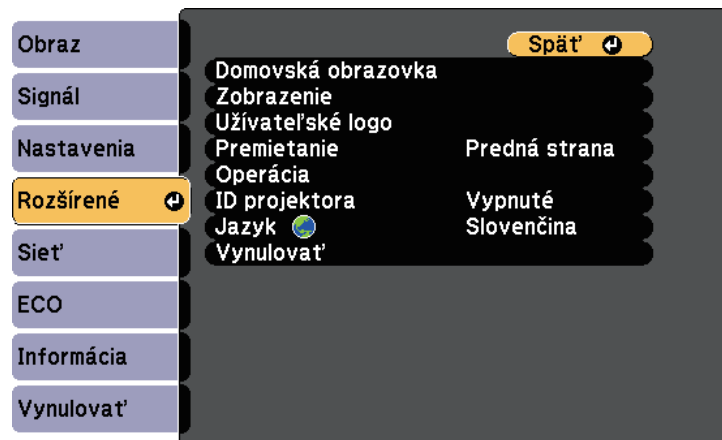 Obraz
Signál
Nastavenia
Rozšírené
Sieť
ECO
Informácia
Vynulovať
Späť
Domovská obrazovka
Zobrazenie
Užívateľské logo
Premietanie Predná strana
Operácia
ID projektora Vypnuté
Jazyk Slovenčina
Vynulovať